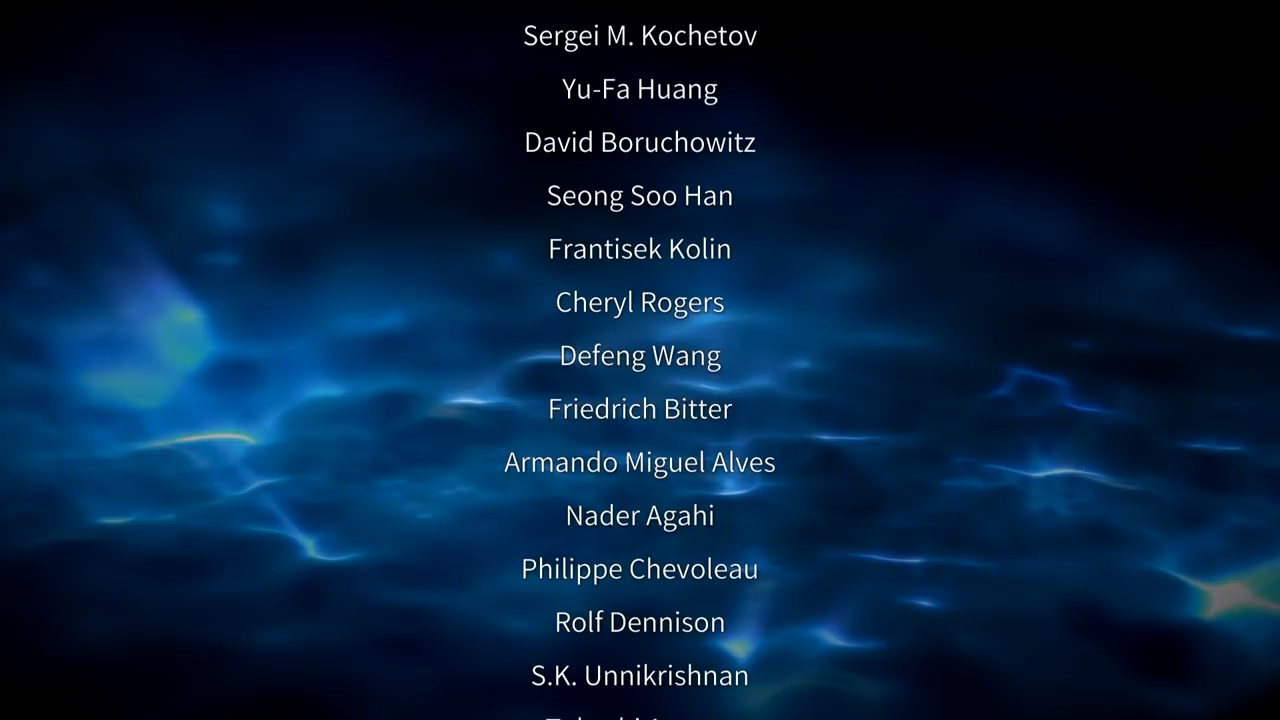 Sergei M. Kochetov
Yu-Fa Huang
David Boruchowitz
Seong Soo Han
Frantisek Kolin
Cheryl Rogers
Defeng Wang
Friedrich Bitter
Armando Miguel Alves
Nader Agahi
Philippe Chevoleau
Rolf Dennison
S.K. Unnikrishnan